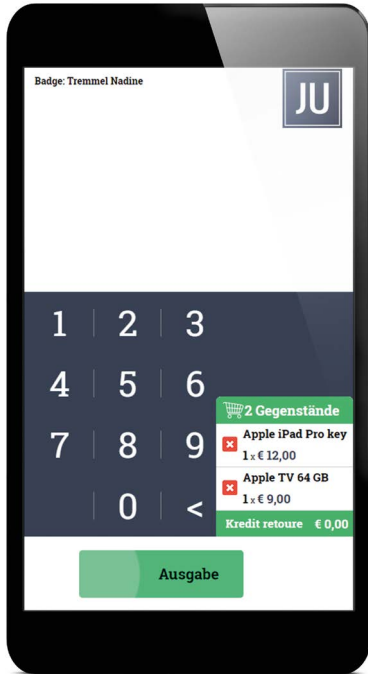 Badge: Tremmel Nadine
JU
1 2 3
4 5 6
7 8 9
0 <
2 Gegenstände
Apple iPad Pro key
1 x € 12,00
Apple TV 64 GB
1 x € 9,00
Kredit retoure € 0,00
Ausgabe